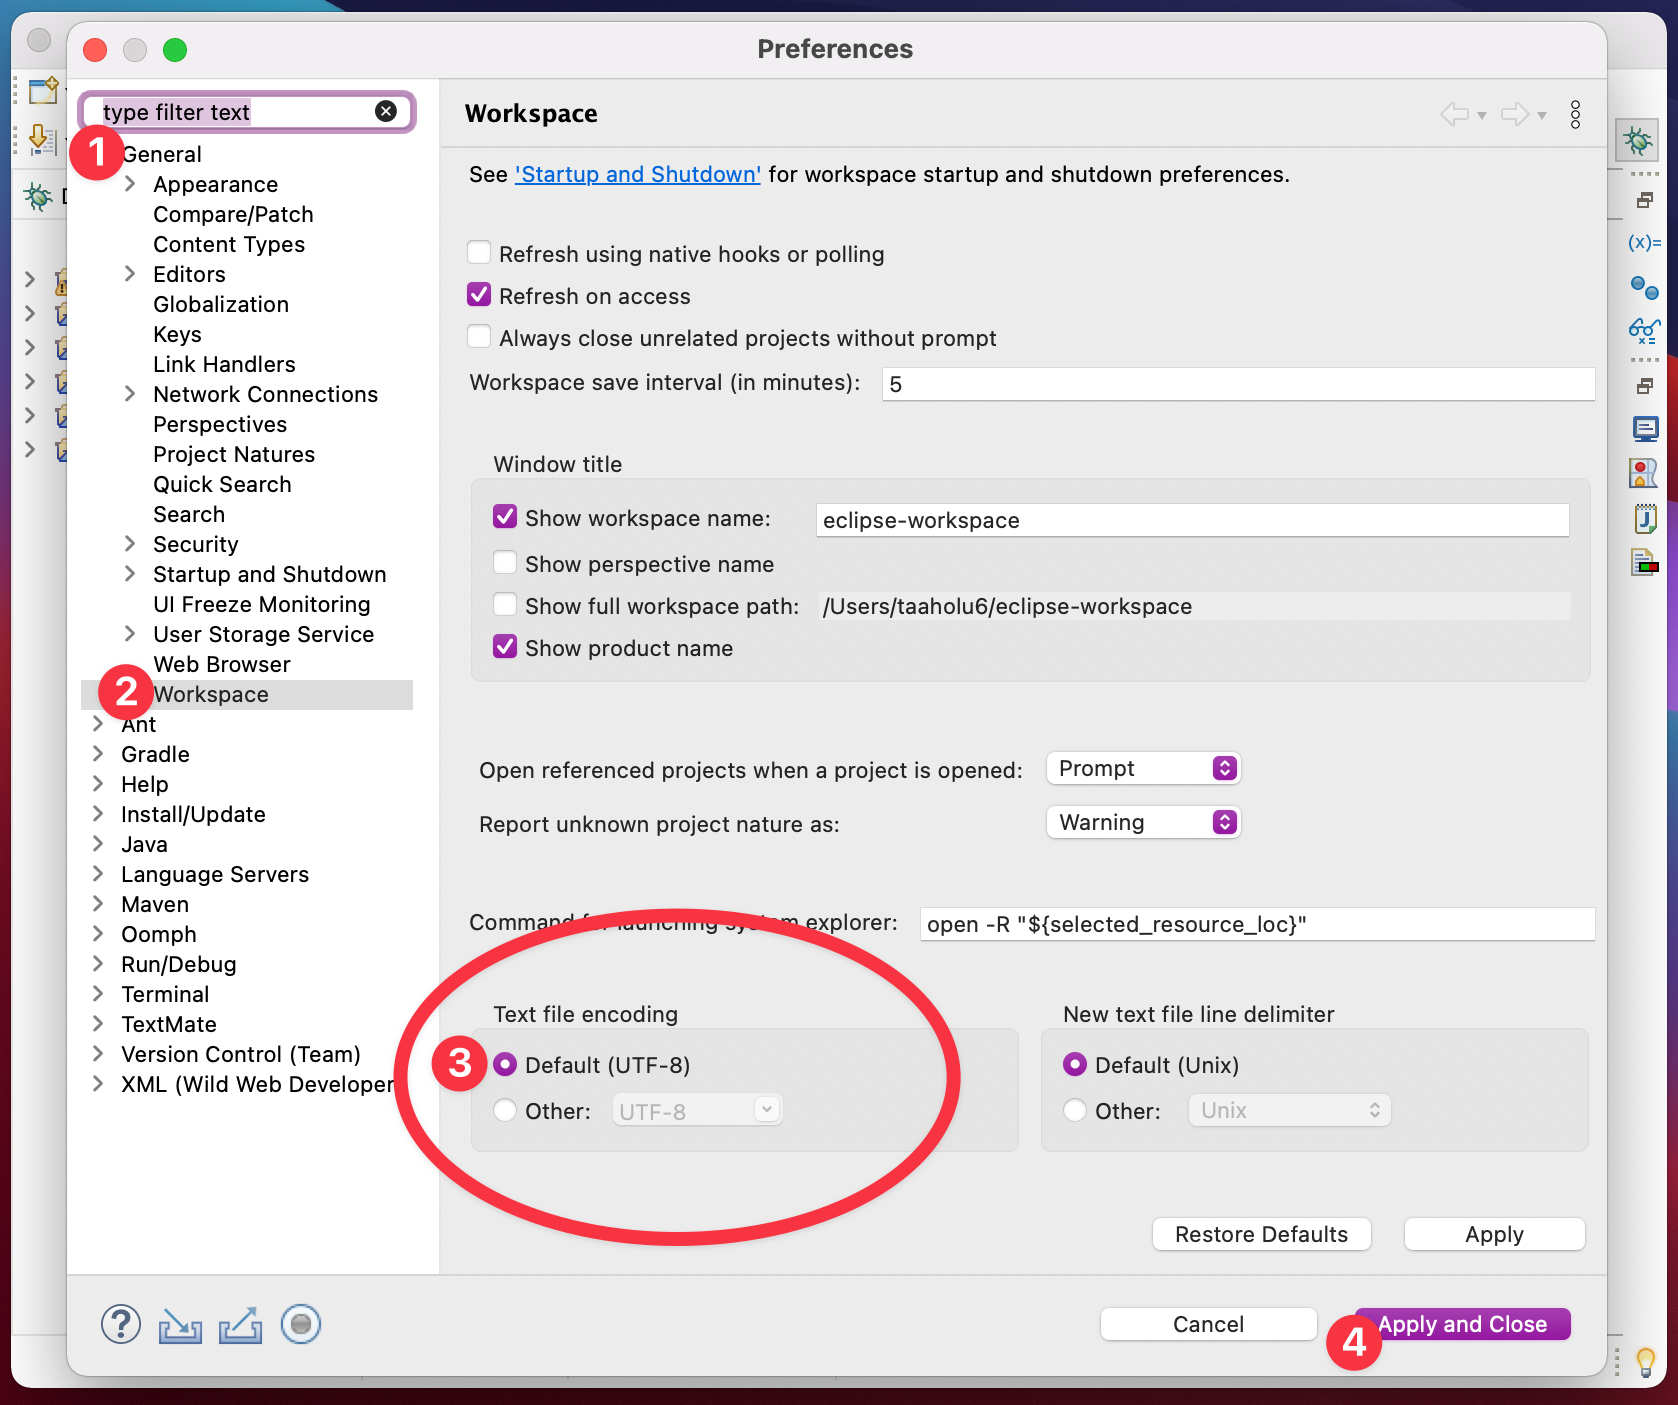 Preferences
type filter text
1
General
Appearance
Compare/Patch
Content Types
Editors
Globalization
Keys
Link Handlers
Network Connections
Perspectives
Project Natures
Quick Search
Search
Security
Startup and Shutdown
UI Freeze Monitoring
User Storage Service
Web Browser
2
Workspace
Ant
Gradle
Help
Install/Update
Java
Language Servers
Maven
Oomph
Run/Debug
Terminal
TextMate
Version Control (Team)
XML (Wild Web Developer
Workspace
See 'Startup and Shutdown' for workspace startup and shutdown preferences.
Refresh using native hooks or polling
Refresh on access
Always close unrelated projects without prompt
Workspace save interval (in minutes): 5
Window title
Show workspace name: eclipse-workspace
Show perspective name
Show full workspace path: /Users/taaholu6/eclipse-workspace
Show product name
Open referenced projects when a project is opened: Prompt
Report unknown project nature as: Warning
Command for launching system explorer: open -R "${selected_resource_loc}"
Text file encoding
3 Default (UTF-8)
Other: UTF-8
New text file line delimiter
Default (Unix)
Other: Unix
Restore Defaults Apply
Cancel 4 Apply and Close
(x)=